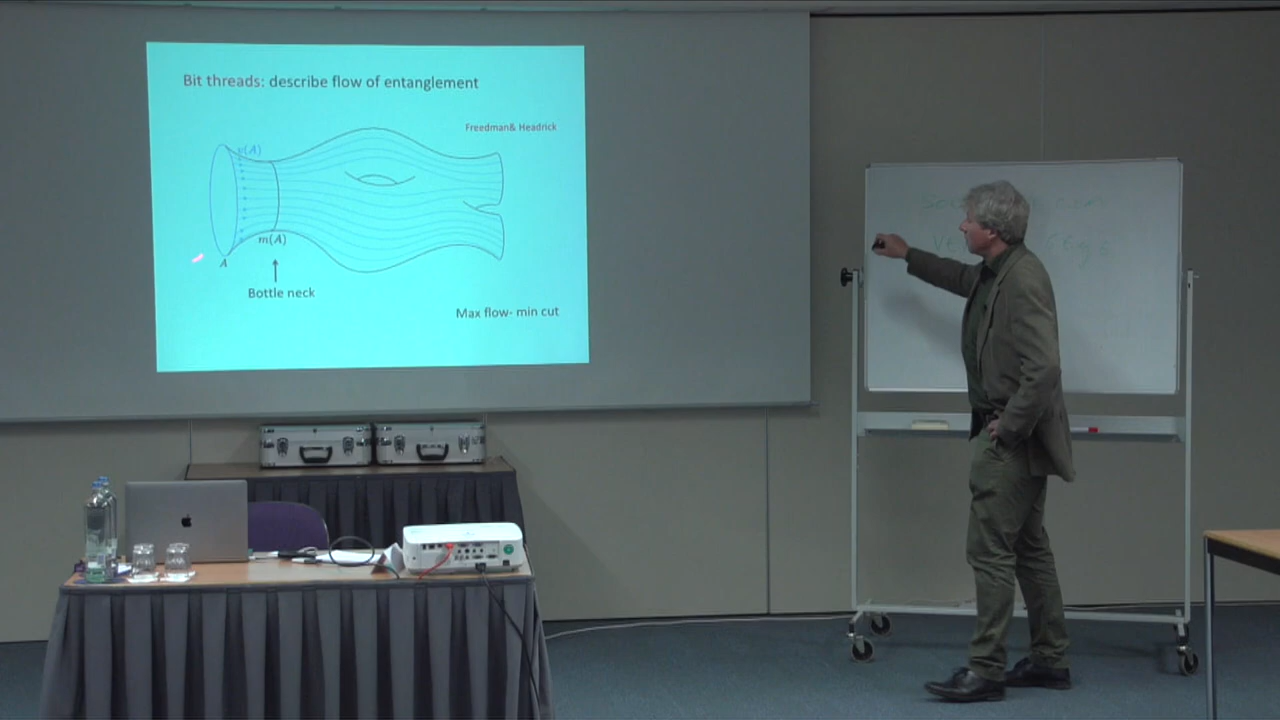 Bit threads: describe flow of entanglement
Freedman& Headrick
v(A)
m(A)
A
Bottle neck
Max flow- min cut